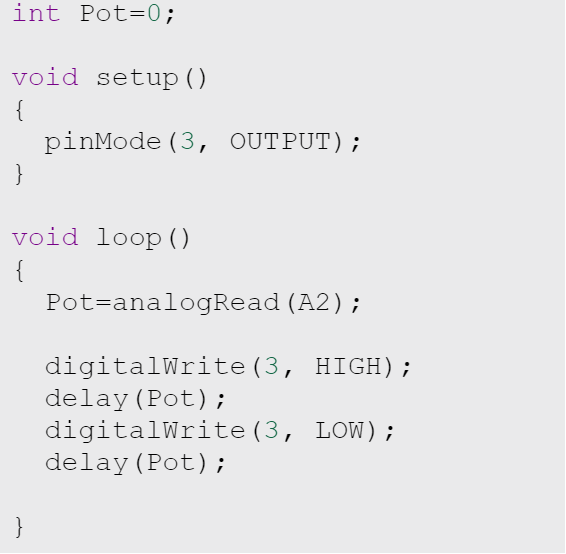 int Pot=0;
void setup()
{
pinMode(3, OUTPUT);
}
void loop()
{
Pot=analogRead(A2);
digitalWrite(3, HIGH);
delay(Pot);
digitalWrite(3, LOW);
delay(Pot);
}